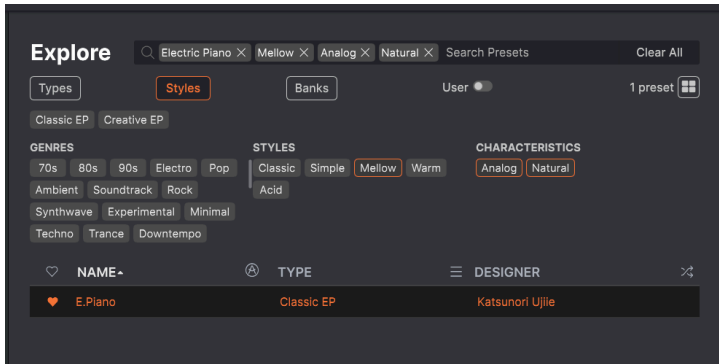 Explore Electric Piano Mellow Analog Natural Search Presets Clear All
Types Styles Banks User 1 preset
Classic EP Creative EP
GENRES STYLES CHARACTERISTICS
70s 80s 90s Electro Pop Classic Simple Mellow Warm Analog Natural
Ambient Soundtrack Rock Acid
Synthwave Experimental Minimal
Techno Trance Downtempo
NAME TYPE DESIGNER
E.Piano Classic EP Katsunori Ujiie